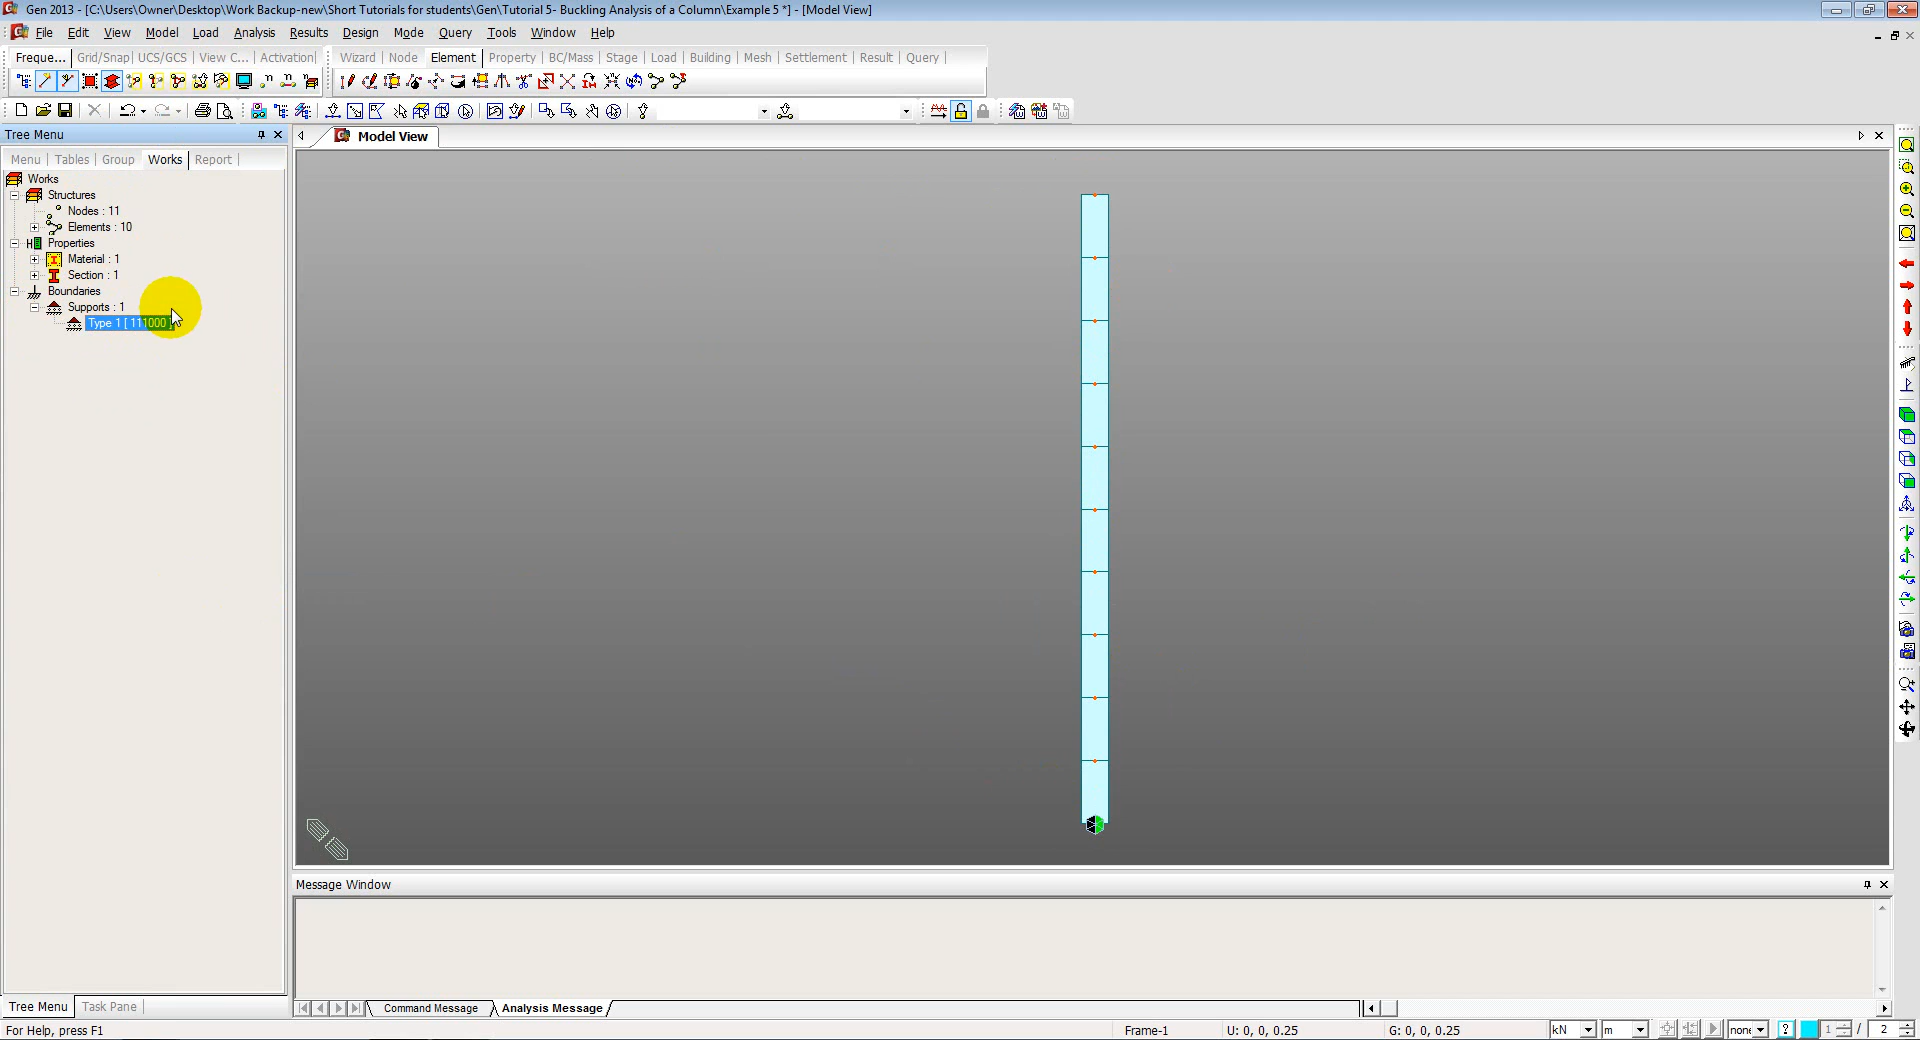 Gen 2013 - [C:\Users\Owner\Desktop\Work Backup-new\Short Tutorials for students\Gen\Tutorial 5- Buckling Analysis of a Column\Example 5 *] - [Model View]
File Edit View Model Load Analysis Results Design Mode Query Tools Window Help
Freque... Grid/Snap UCS/GCS View C... Activation Wizard Node Element Property BC/Mass Stage Load Building Mesh Settlement Result Query
Tree Menu
Model View
Menu Tables Group Works Report
Works
Structures
Nodes : 11
Elements : 10
Properties
Material : 1
Section : 1
Boundaries
Supports : 1
Type 1 [ 111000 ]
Message Window
Tree Menu Task Pane
Command Message Analysis Message
For Help, press F1
Frame-1
U: 0, 0, 0.25
G: 0, 0, 0.25
kN
m
none
?
1 / 2